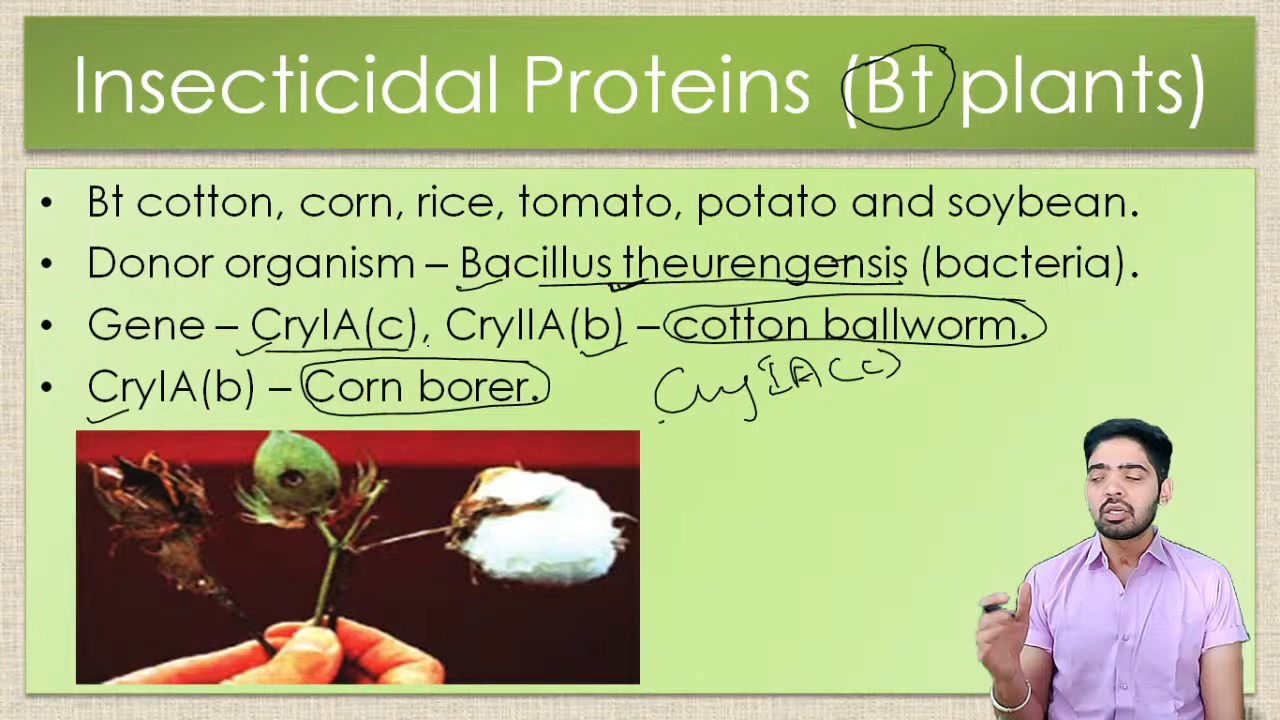 Insecticidal Proteins (Bt plants)
• Bt cotton, corn, rice, tomato, potato and soybean.
• Donor organism – Bacillus theurengensis (bacteria).
• Gene – CryIA(c), CryIIA(b) – cotton ballworm.
• CryIA(b) – Corn borer.
CryIA(c)